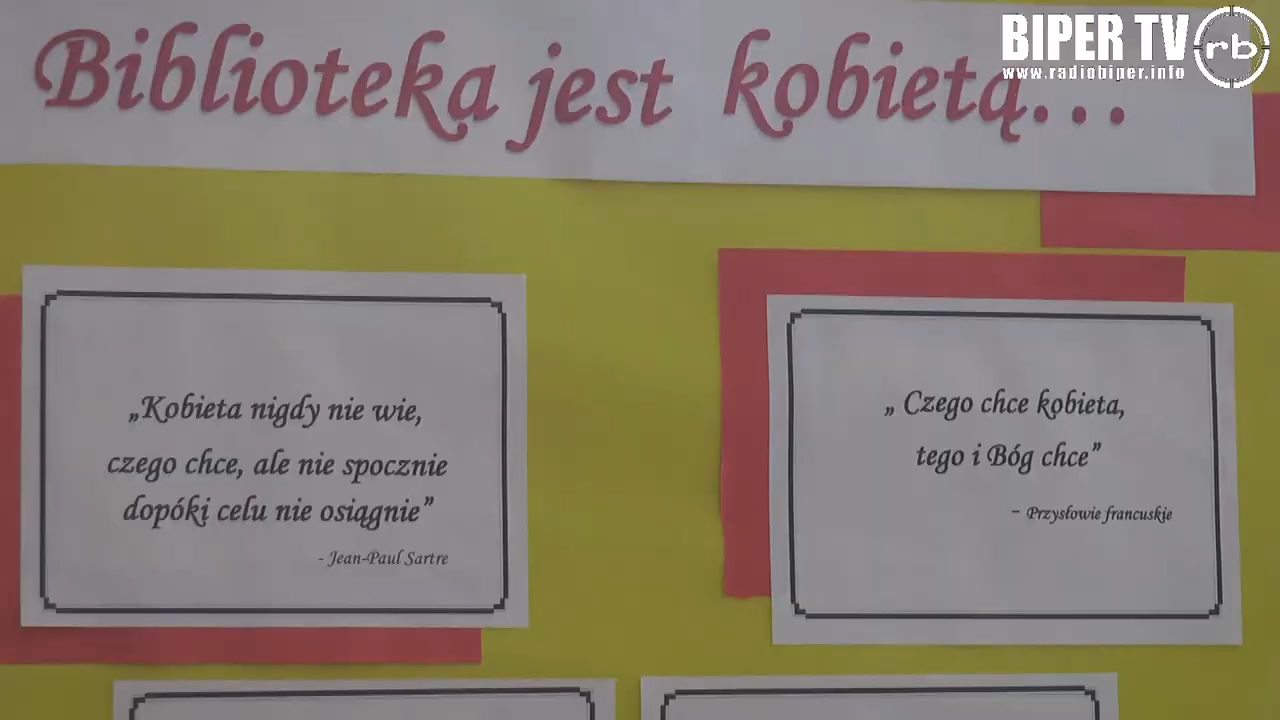 BIPER TV rb
www.radiobiper.info
Biblioteka jest kobietą...
„Kobieta nigdy nie wie,
czego chce, ale nie spocznie
dopóki celu nie osiągnie”
- Jean-Paul Sartre
„ Czego chce kobieta,
tego i Bóg chce”
– Przysłowie francuskie